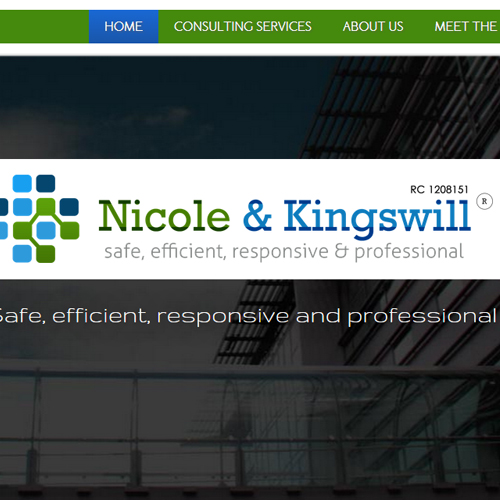 HOME CONSULTING SERVICES ABOUT US MEET THE
RC 1208151
Nicole & Kingswill ®
safe, efficient, responsive & professional
Safe, efficient, responsive and professional